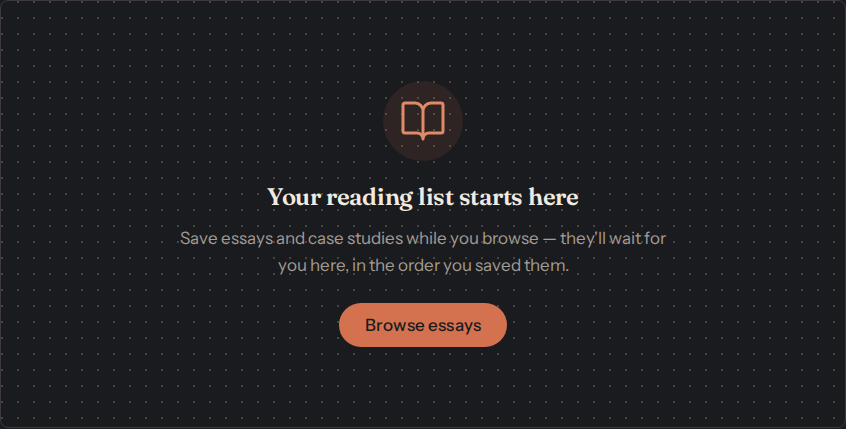 Your reading list starts here
Save essays and case studies while you browse — they'll wait for
you here, in the order you saved them.
Browse essays